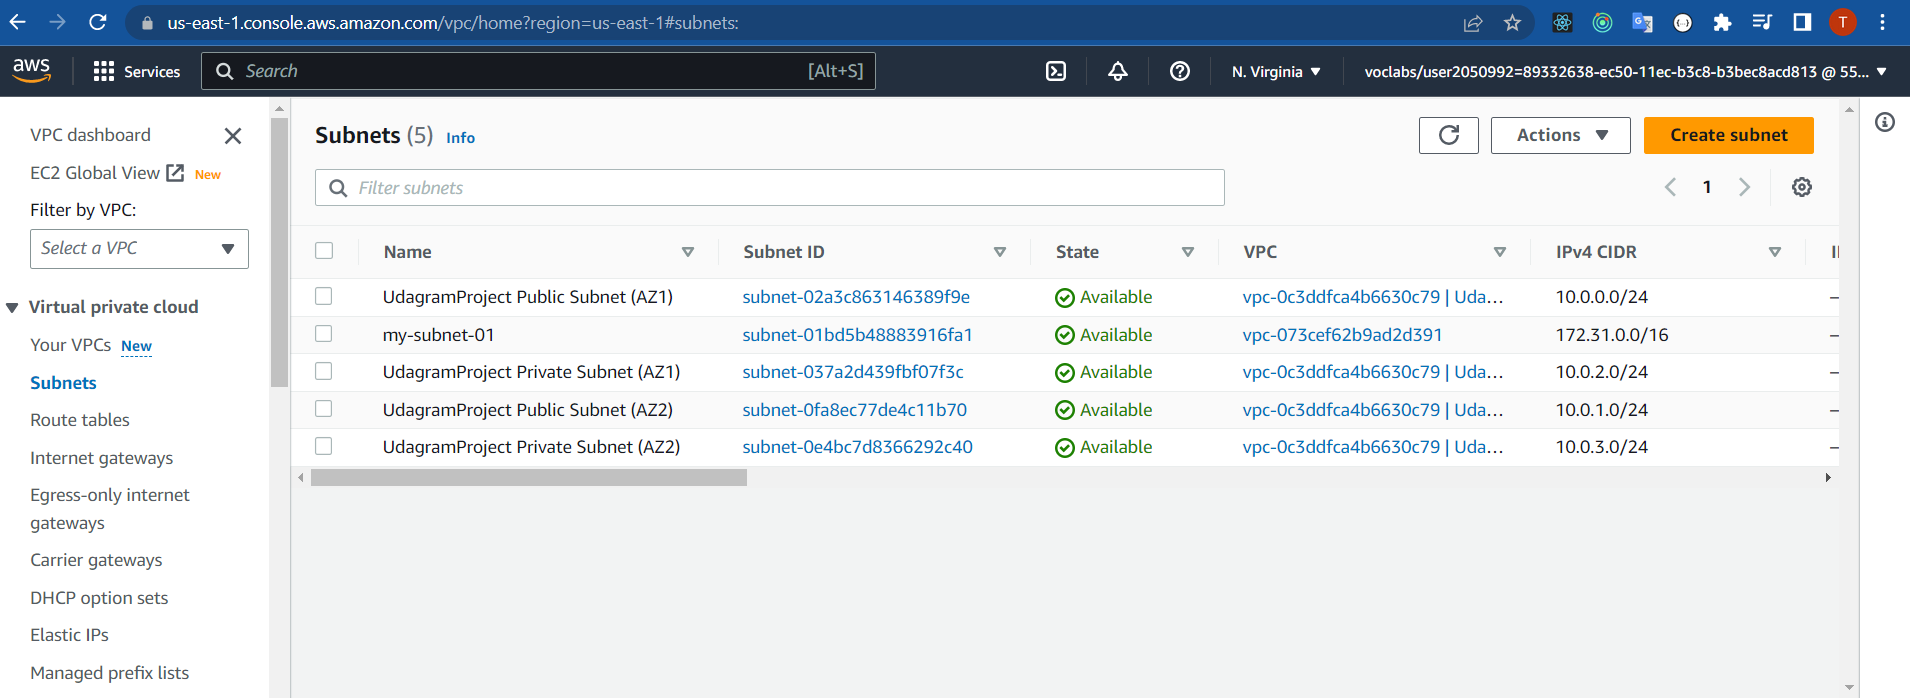 us-east-1.console.aws.amazon.com/vpc/home?region=us-east-1#subnets:
T
aws
Services
Search
[Alt+S]
N. Virginia
voclabs/user2050992=89332638-ec50-11ec-b3c8-b3bec8acd813 @ 55...
VPC dashboard
EC2 Global View New
Filter by VPC:
Select a VPC
Virtual private cloud
Your VPCs New
Subnets
Route tables
Internet gateways
Egress-only internet
gateways
Carrier gateways
DHCP option sets
Elastic IPs
Managed prefix lists
Subnets (5) Info
Actions
Create subnet
Filter subnets
1
Name Subnet ID State VPC IPv4 CIDR
UdagramProject Public Subnet (AZ1) subnet-02a3c863146389f9e Available vpc-0c3ddfca4b6630c79 | Uda... 10.0.0.0/24 –
my-subnet-01 subnet-01bd5b48883916fa1 Available vpc-073cef62b9ad2d391 172.31.0.0/16 –
UdagramProject Private Subnet (AZ1) subnet-037a2d439fbf07f3c Available vpc-0c3ddfca4b6630c79 | Uda... 10.0.2.0/24 –
UdagramProject Public Subnet (AZ2) subnet-0fa8ec77de4c11b70 Available vpc-0c3ddfca4b6630c79 | Uda... 10.0.1.0/24 –
UdagramProject Private Subnet (AZ2) subnet-0e4bc7d8366292c40 Available vpc-0c3ddfca4b6630c79 | Uda... 10.0.3.0/24 –